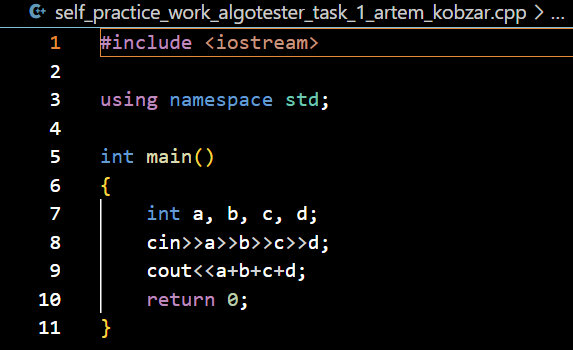 self_practice_work_algotester_task_1_artem_kobzar.cpp > ...
1 #include <iostream>
2
3 using namespace std;
4
5 int main()
6 {
7     int a, b, c, d;
8     cin>>a>>b>>c>>d;
9     cout<<a+b+c+d;
10     return 0;
11 }